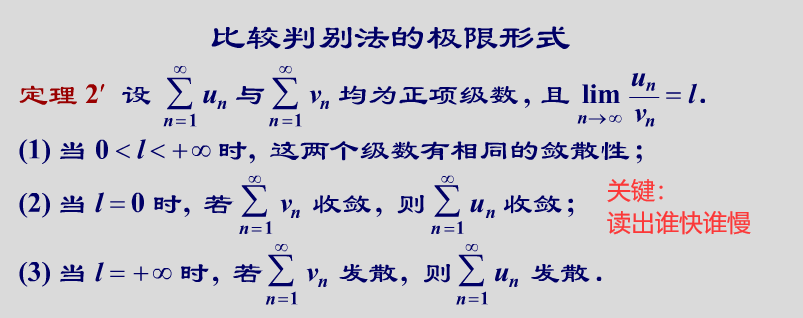 比较判别法的极限形式
定理 2′ 设 $\sum_{n=1}^{\infty} u_n$ 与 $\sum_{n=1}^{\infty} v_n$ 均为正项级数, 且 $\lim_{n\to\infty} \frac{u_n}{v_n} = l.$
(1) 当 $0 < l < +\infty$ 时, 这两个级数有相同的敛散性;
(2) 当 $l = 0$ 时, 若 $\sum_{n=1}^{\infty} v_n$ 收敛, 则 $\sum_{n=1}^{\infty} u_n$ 收敛;
关键:
读出谁快谁慢
(3) 当 $l = +\infty$ 时, 若 $\sum_{n=1}^{\infty} v_n$ 发散, 则 $\sum_{n=1}^{\infty} u_n$ 发散.